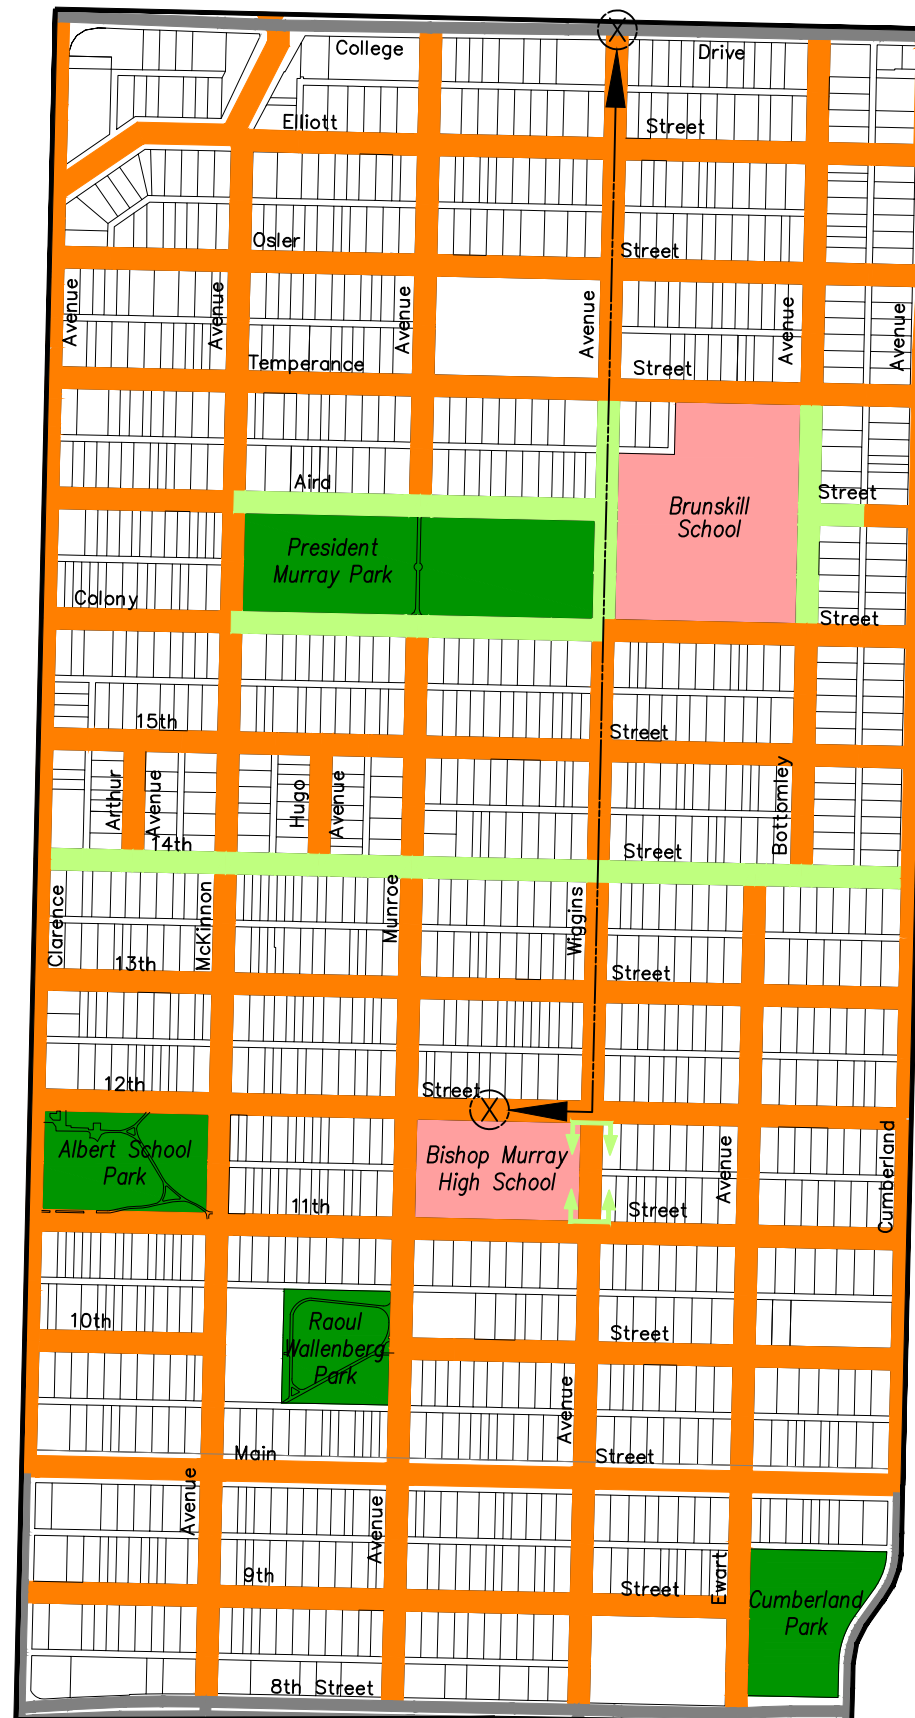 X
College Drive
Elliott Street
Osler Street
Avenue Avenue Avenue Avenue Avenue Avenue
Temperance Street
Aird Street
Brunskill
School
President
Murray Park
Colony Street
15th Street
Arthur Avenue Hugo Avenue Bottomley
14th Street
Clarence McKinnon Munroe Wiggins
13th Street
12th Street
X
Albert School
Park
Bishop Murray
High School
Avenue Cumberland
11th Street
10th Street
Raoul
Wallenberg
Park
Avenue
Main Street
Avenue Avenue
9th Street
Ewart
Cumberland
Park
8th Street